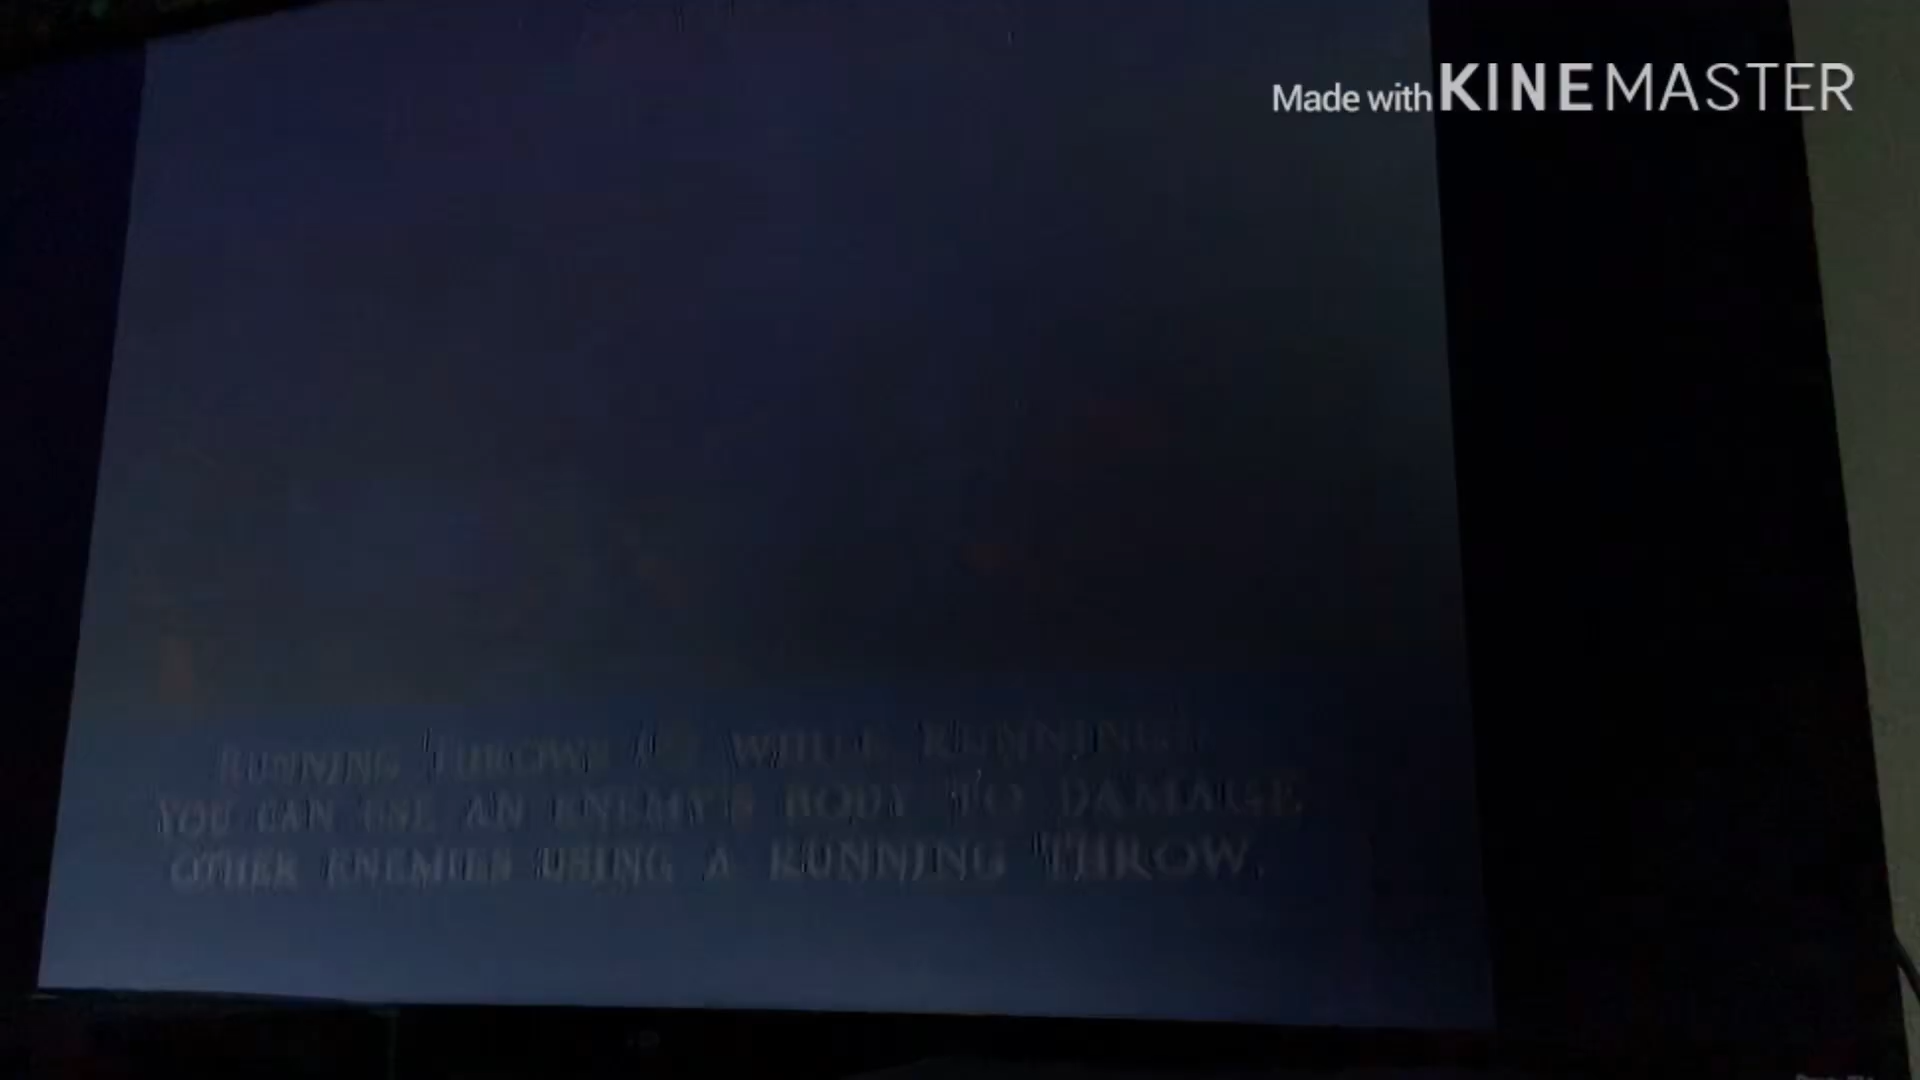 Made with KINEMASTER
RUNNING THROWS WHILE RUNNING
YOU CAN USE AN ENEMY'S BODY TO DAMAGE
OTHER ENEMIES USING A RUNNING THROW.